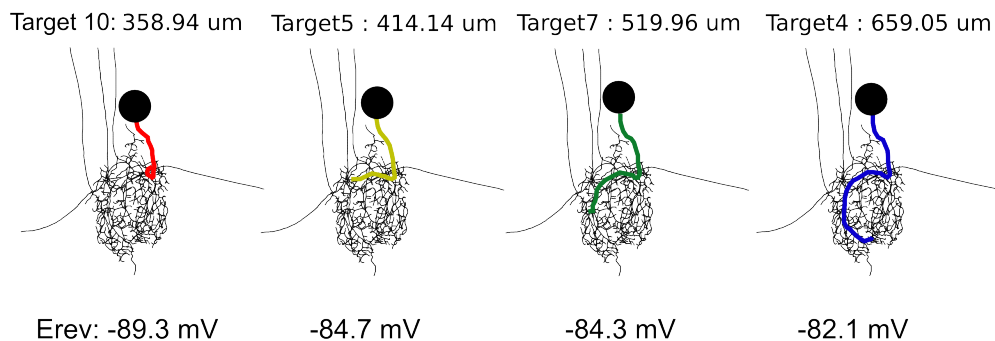 Target 10: 358.94 um
Target5 : 414.14 um
Target7 : 519.96 um
Target4 : 659.05 um
Erev: -89.3 mV
-84.7 mV
-84.3 mV
-82.1 mV